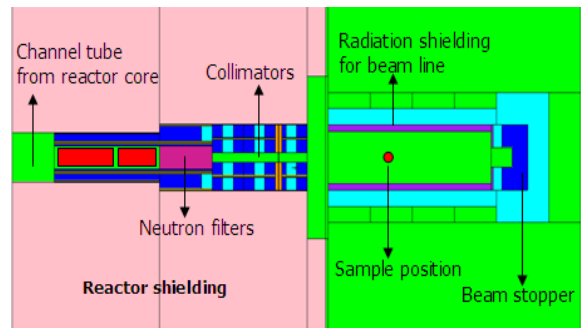 Channel tube
from reactor core
Collimators
Radiation shielding
for beam line
Neutron filters
Sample position
Beam stopper
Reactor shielding